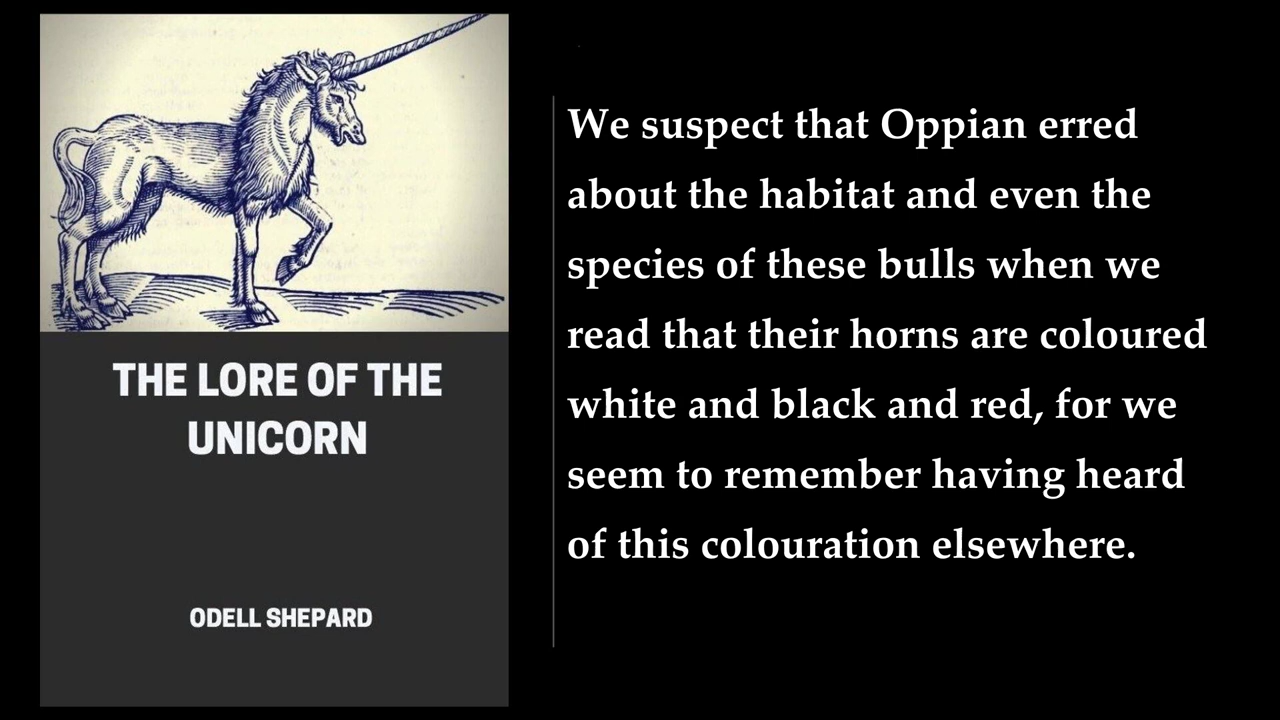 THE LORE OF THE
UNICORN
ODELL SHEPARD
We suspect that Oppian erred
about the habitat and even the
species of these bulls when we
read that their horns are coloured
white and black and red, for we
seem to remember having heard
of this colouration elsewhere.